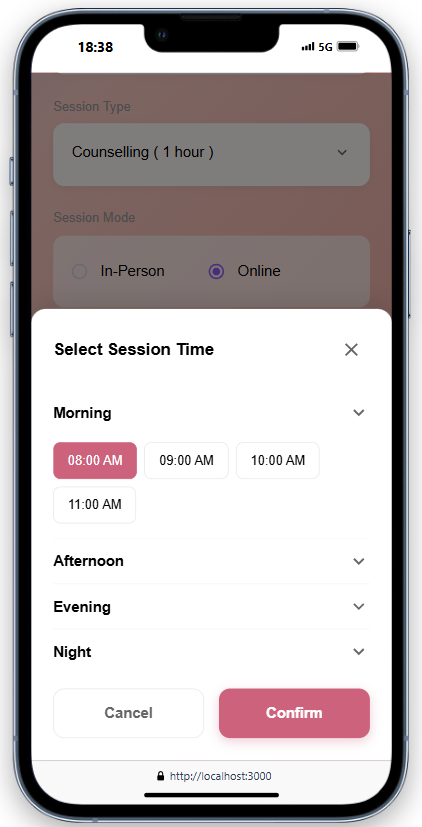 18:38
5G
Session Type
Counselling ( 1 hour )
Session Mode
In-Person Online
Select Session Time
Morning
08:00 AM 09:00 AM 10:00 AM
11:00 AM
Afternoon
Evening
Night
Cancel Confirm
http://localhost:3000